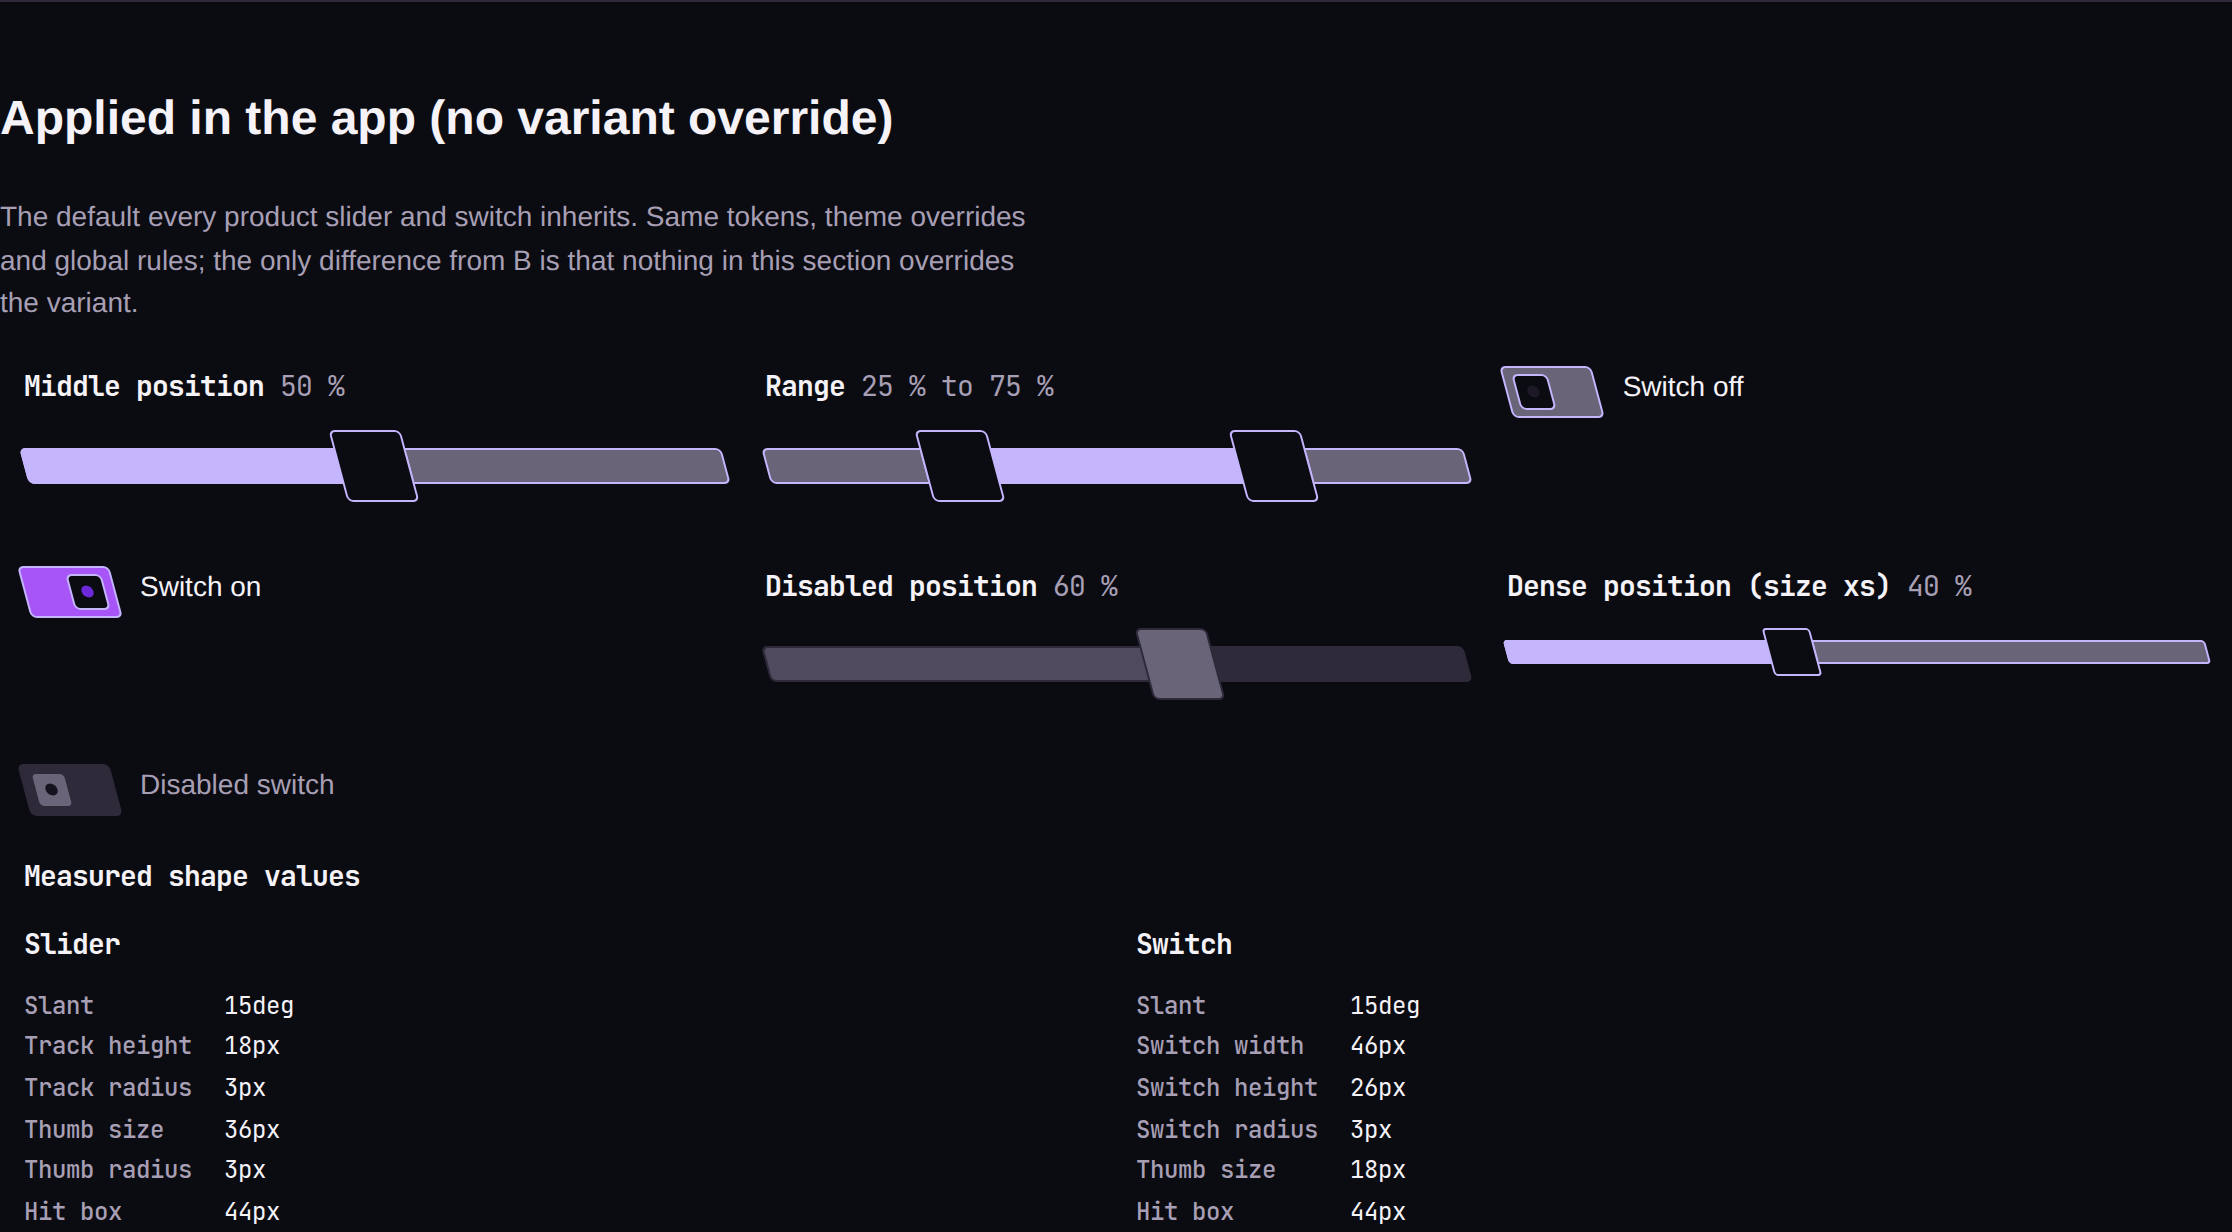 Applied in the app (no variant override)
The default every product slider and switch inherits. Same tokens, theme overrides
and global rules; the only difference from B is that nothing in this section overrides
the variant.
Middle position 50 %
Range 25 % to 75 %
Switch off
Switch on
Disabled position 60 %
Dense position (size xs) 40 %
Disabled switch
Measured shape values
Slider
Slant 15deg
Track height 18px
Track radius 3px
Thumb size 36px
Thumb radius 3px
Hit box 44px
Switch
Slant 15deg
Switch width 46px
Switch height 26px
Switch radius 3px
Thumb size 18px
Hit box 44px